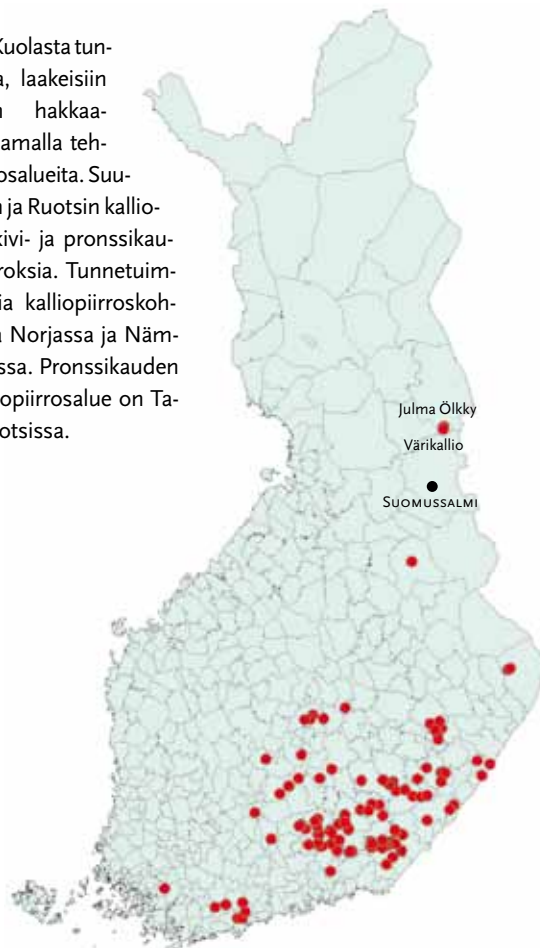 Kuolasta tun-
, laakeisiin
hakkaa-
amalla teh-
osalueita. Suu-
ja Ruotsin kallio-
kivi- ja pronssikau-
roksia. Tunnetuim-
ia kalliopiirroskoh-
a Norjassa ja Näm-
ssa. Pronssikauden
opiirrosalue on Ta-
uotsissa.
Julma Ölkky
Värikallio
Suomussalmi